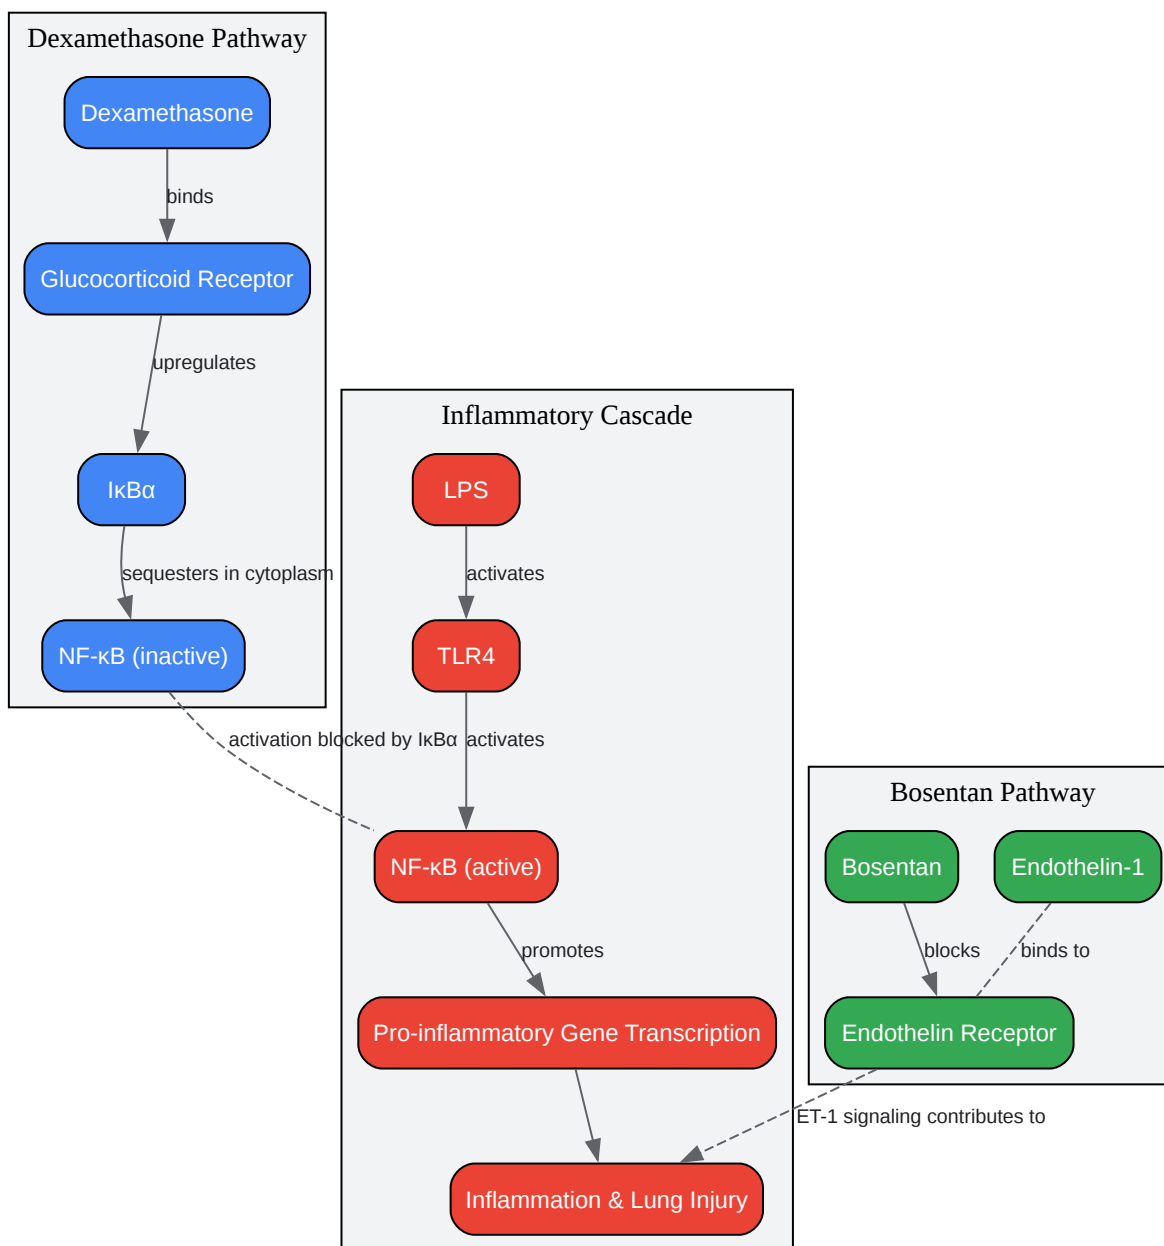 Dexamethasone Pathway
Dexamethasone
binds
Glucocorticoid Receptor
upregulates
IκBα
sequesters in cytoplasm
NF-κB (inactive)
activation blocked by IκBα
Inflammatory Cascade
LPS
activates
TLR4
activates
NF-κB (active)
promotes
Pro-inflammatory Gene Transcription
Inflammation & Lung Injury
Bosentan Pathway
Bosentan
Endothelin-1
blocks
binds to
Endothelin Receptor
ET-1 signaling contributes to